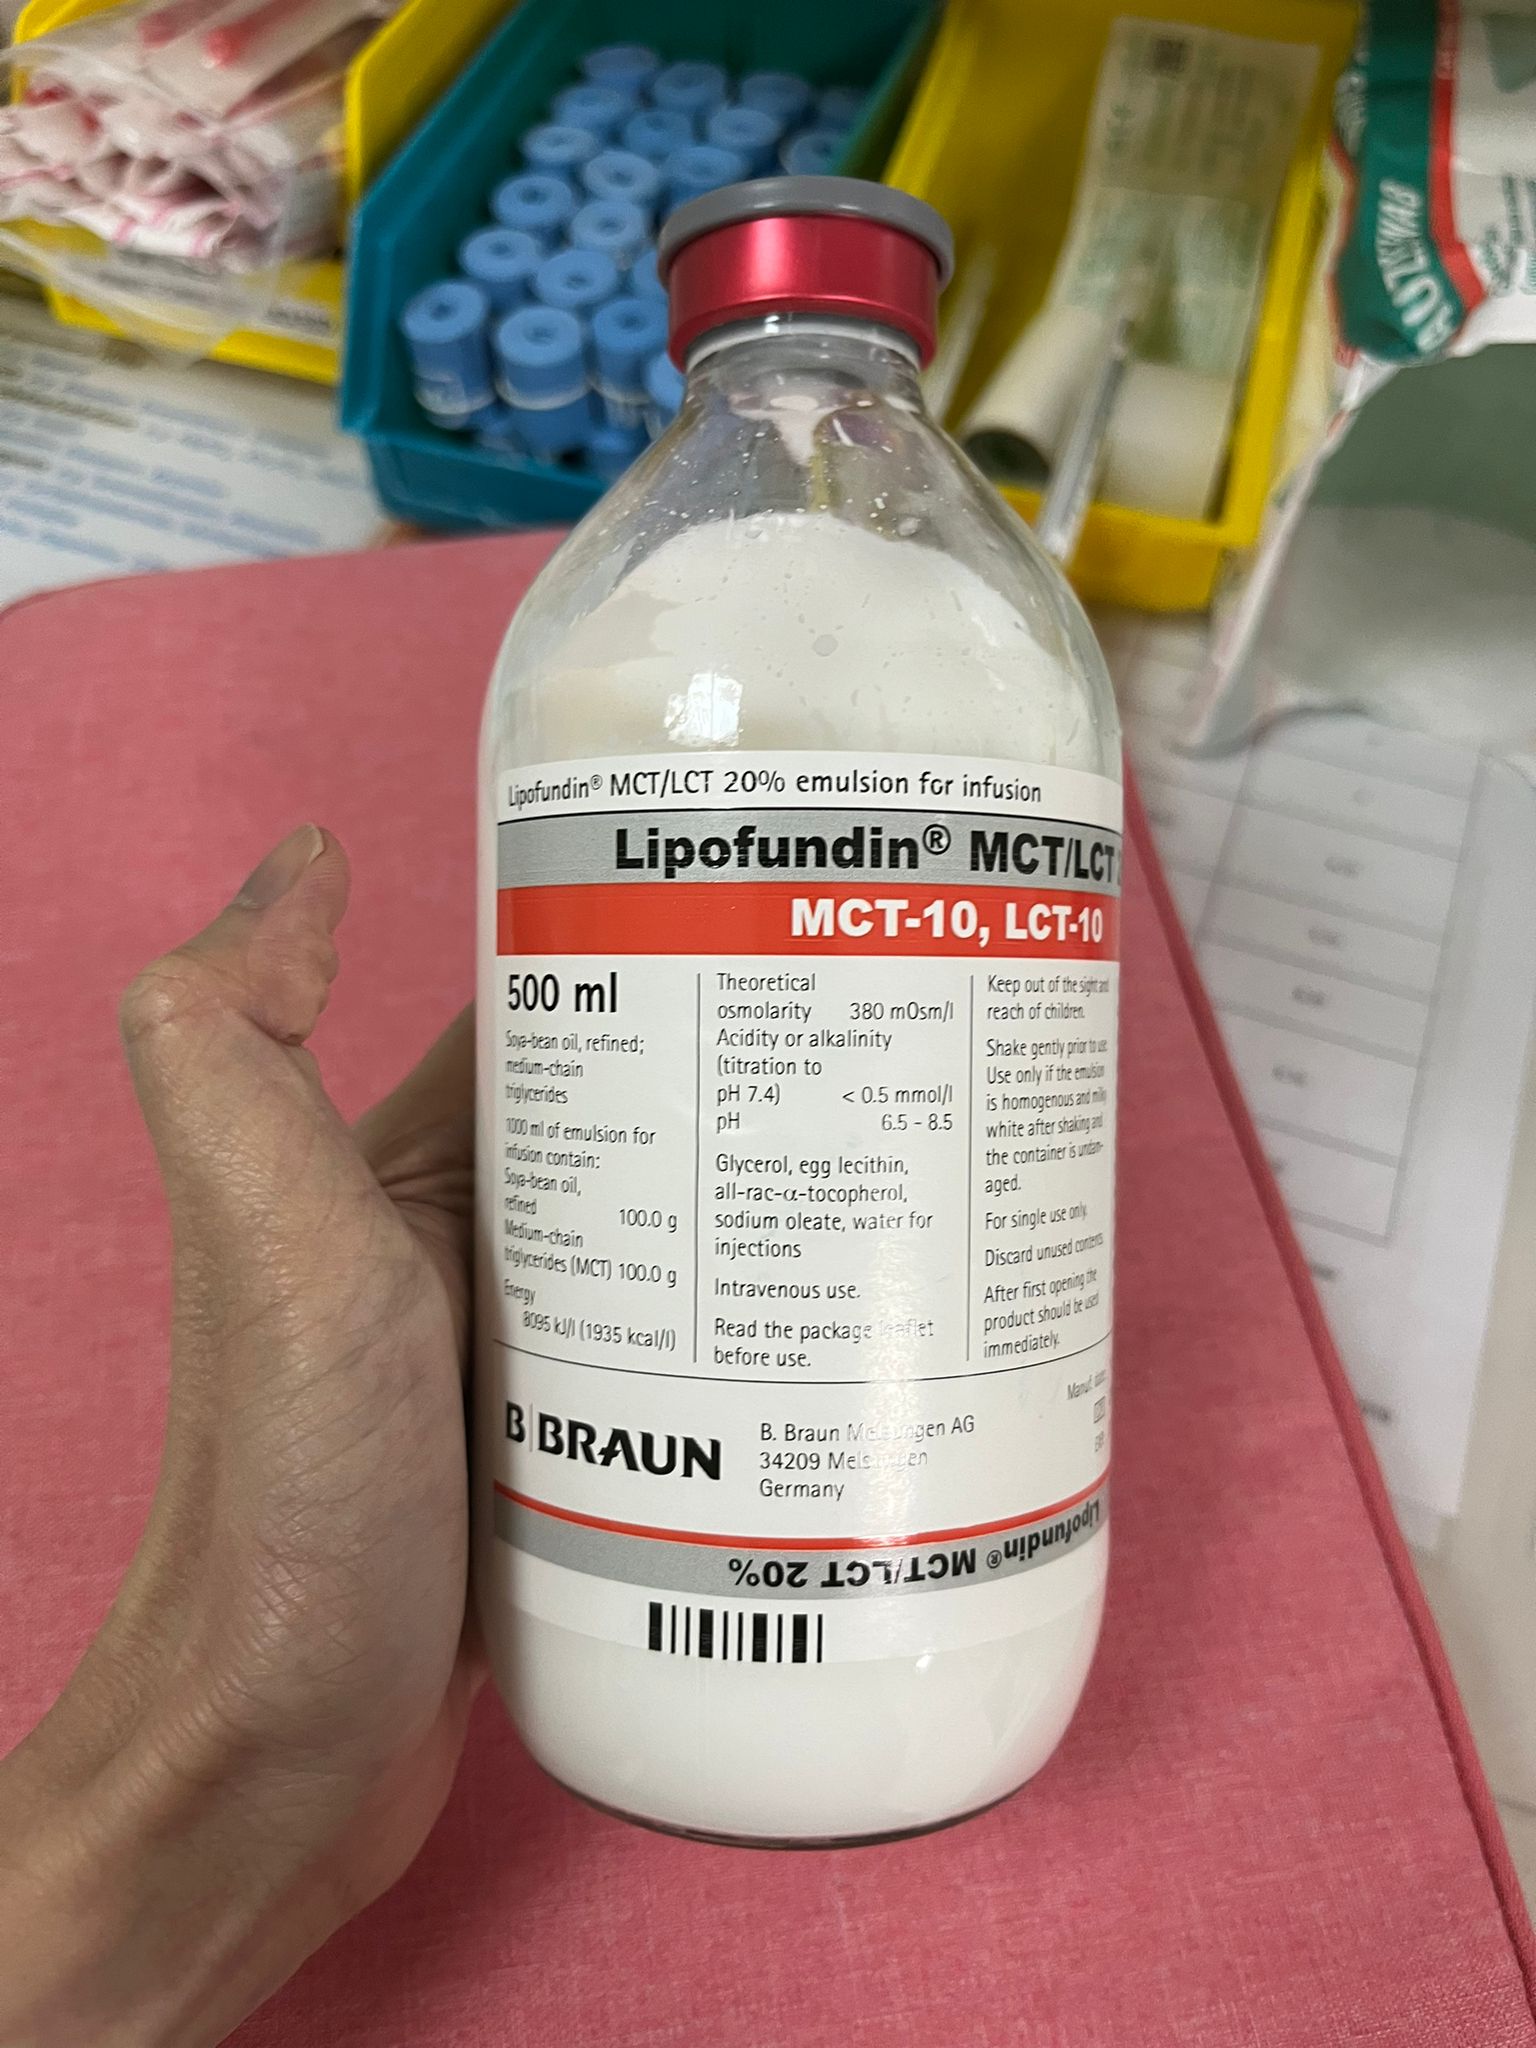 Lipofundin® MCT/LCT 20% emulsion for infusion
Lipofundin® MCT/LCT
MCT-10, LCT-10
500 ml
Soya-bean oil, refined;
medium-chain
triglycerides
1000 ml of emulsion for
infusion contain:
Soya-bean oil,
refined 100.0 g
Medium-chain
triglycerides (MCT) 100.0 g
Energy
8095 kJ/l (1935 kcal/l)
Theoretical
osmolarity 380 mOsm/l
Acidity or alkalinity
(titration to
pH 7.4) < 0.5 mmol/l
pH 6.5 - 8.5
Glycerol, egg lecithin,
all-rac-α-tocopherol,
sodium oleate, water for
injections
Intravenous use.
Read the package leaflet
before use.
Keep out of the sight and
reach of children.
Shake gently prior to use.
Use only if the emulsion
is homogenous and milky
white after shaking and
the container is undam-
aged.
For single use only.
Discard unused contents.
After first opening the
product should be used
immediately.
Manuf. date:
B|BRAUN
B. Braun Melsungen AG
34209 Melsungen
Germany
Lipofundin® MCT/LCT 20%